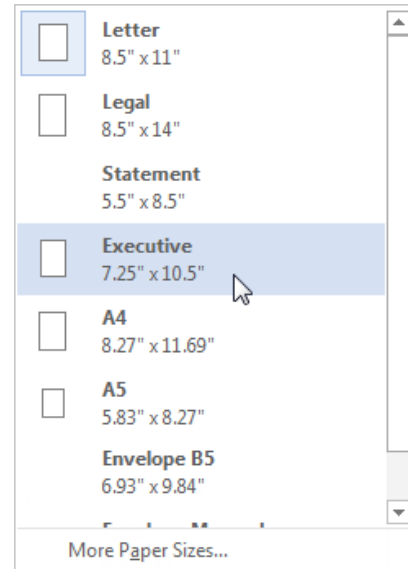 Letter
8.5" x 11"
Legal
8.5" x 14"
Statement
5.5" x 8.5"
Executive
7.25" x 10.5"
A4
8.27" x 11.69"
A5
5.83" x 8.27"
Envelope B5
6.93" x 9.84"
More Paper Sizes...